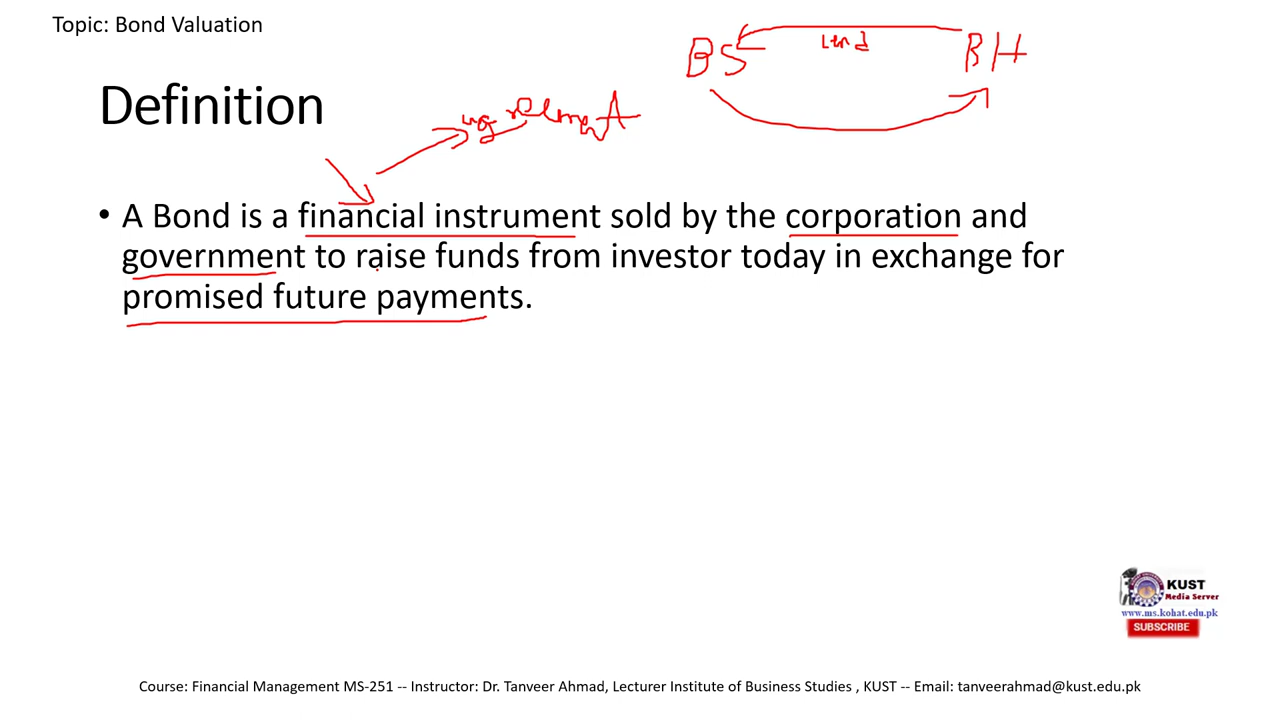 Topic: Bond Valuation
BS lend BH
Definition
• A Bond is a financial instrument sold by the corporation and
government to raise funds from investor today in exchange for
promised future payments.
KUST
Media Server
www.ms.kohat.edu.pk
SUBSCRIBE
Course: Financial Management MS-251 -- Instructor: Dr. Tanveer Ahmad, Lecturer Institute of Business Studies , KUST -- Email: tanveerahmad@kust.edu.pk